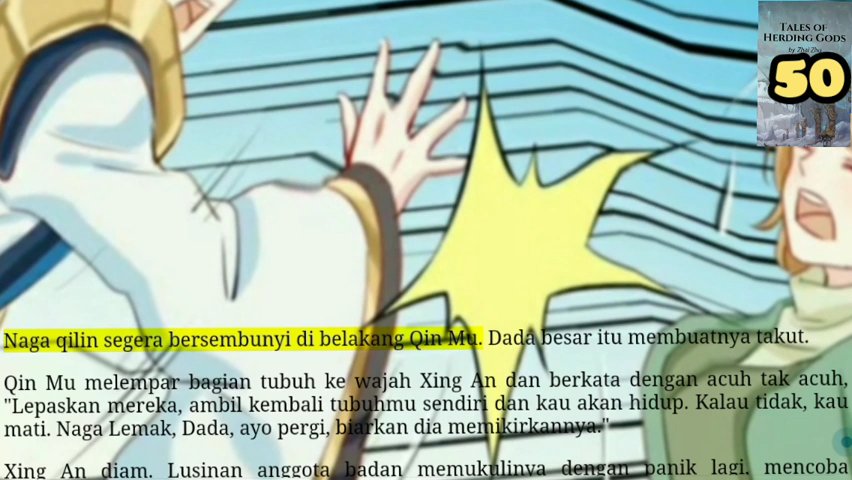 TALES OF
HERDING GODS
by Zhai Zhu
50
Naga qilin segera bersembunyi di belakang Qin Mu. Dada besar itu membuatnya takut.
Qin Mu melempar bagian tubuh ke wajah Xing An dan berkata dengan acuh tak acuh,
"Lepaskan mereka, ambil kembali tubuhmu sendiri dan kau akan hidup. Kalau tidak, kau
mati. Naga Lemak, Dada, ayo pergi, biarkan dia memikirkannya."
Xing An diam. Lusinan anggota badan memukulinya dengan panik lagi, mencoba